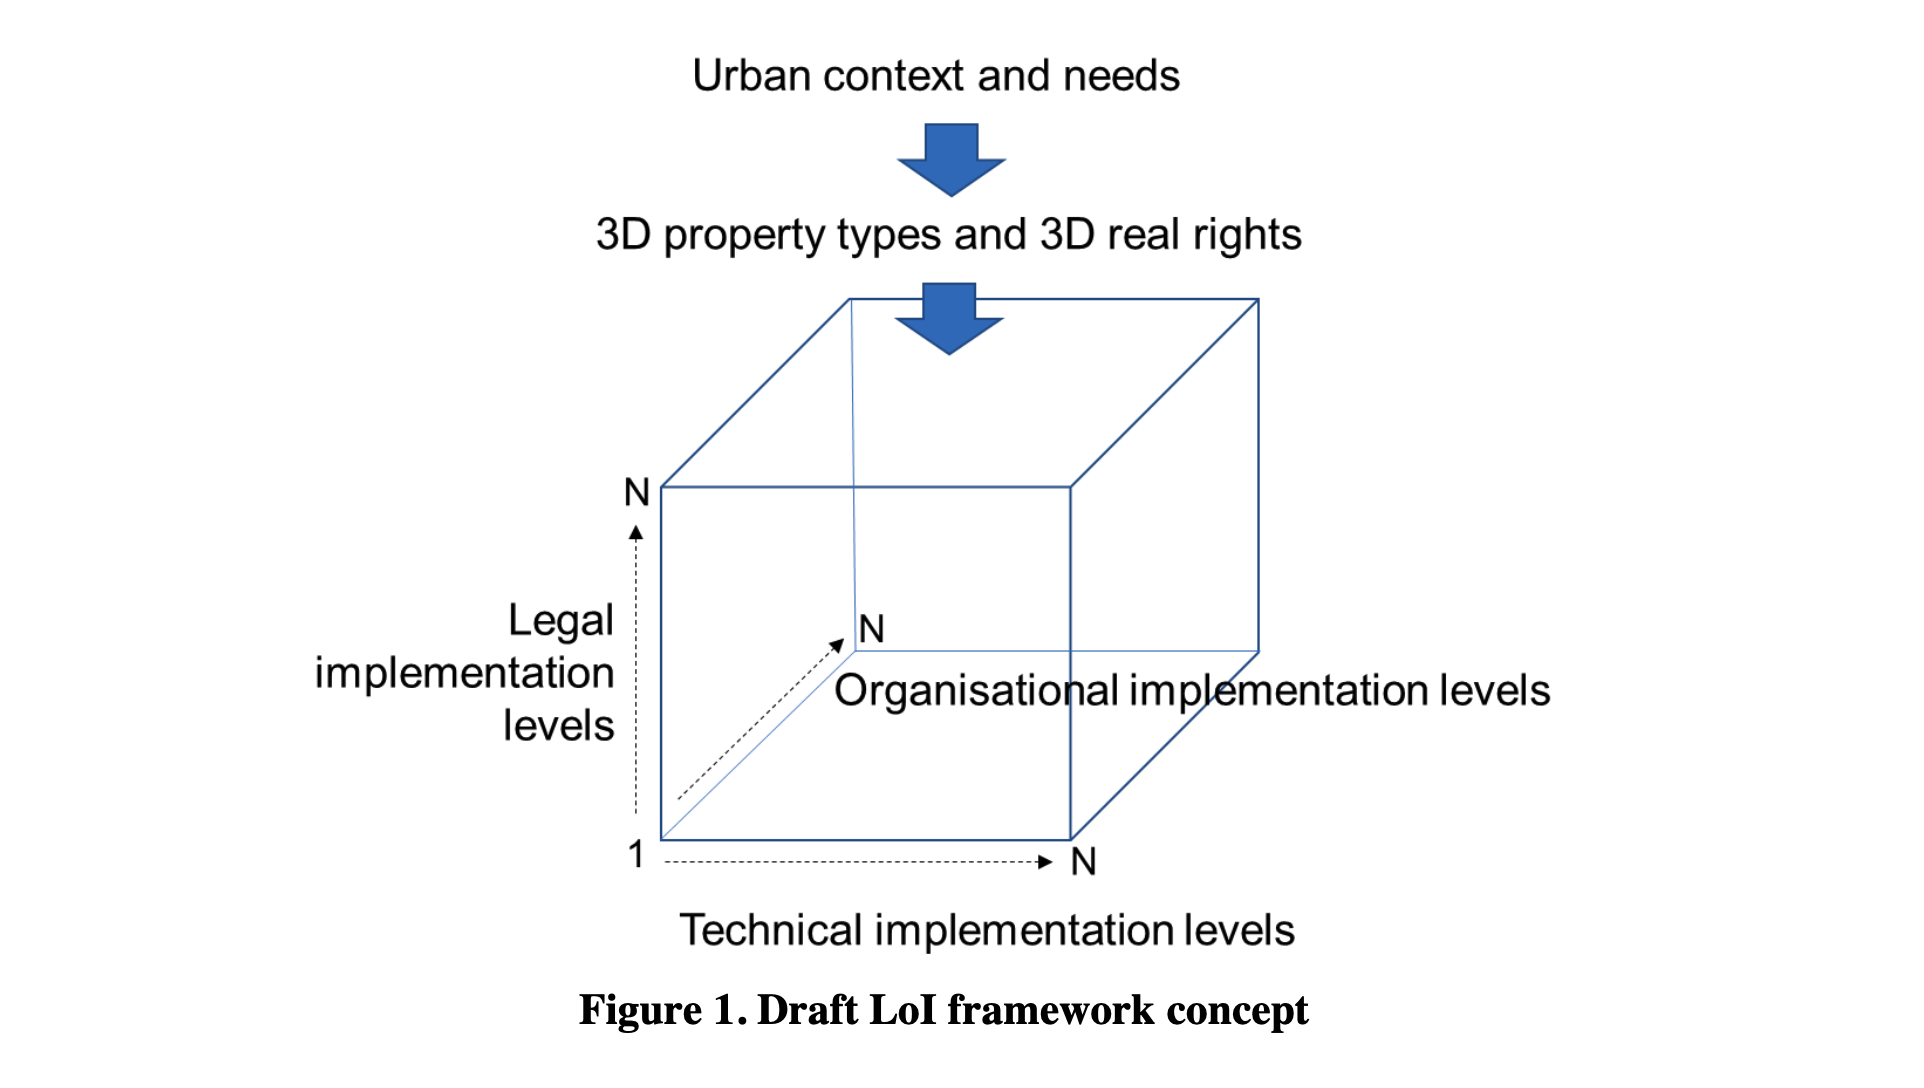 Urban context and needs
3D property types and 3D real rights
N
Legal
implementation
levels
N
Organisational implementation levels
1
N
Technical implementation levels
Figure 1. Draft LoI framework concept